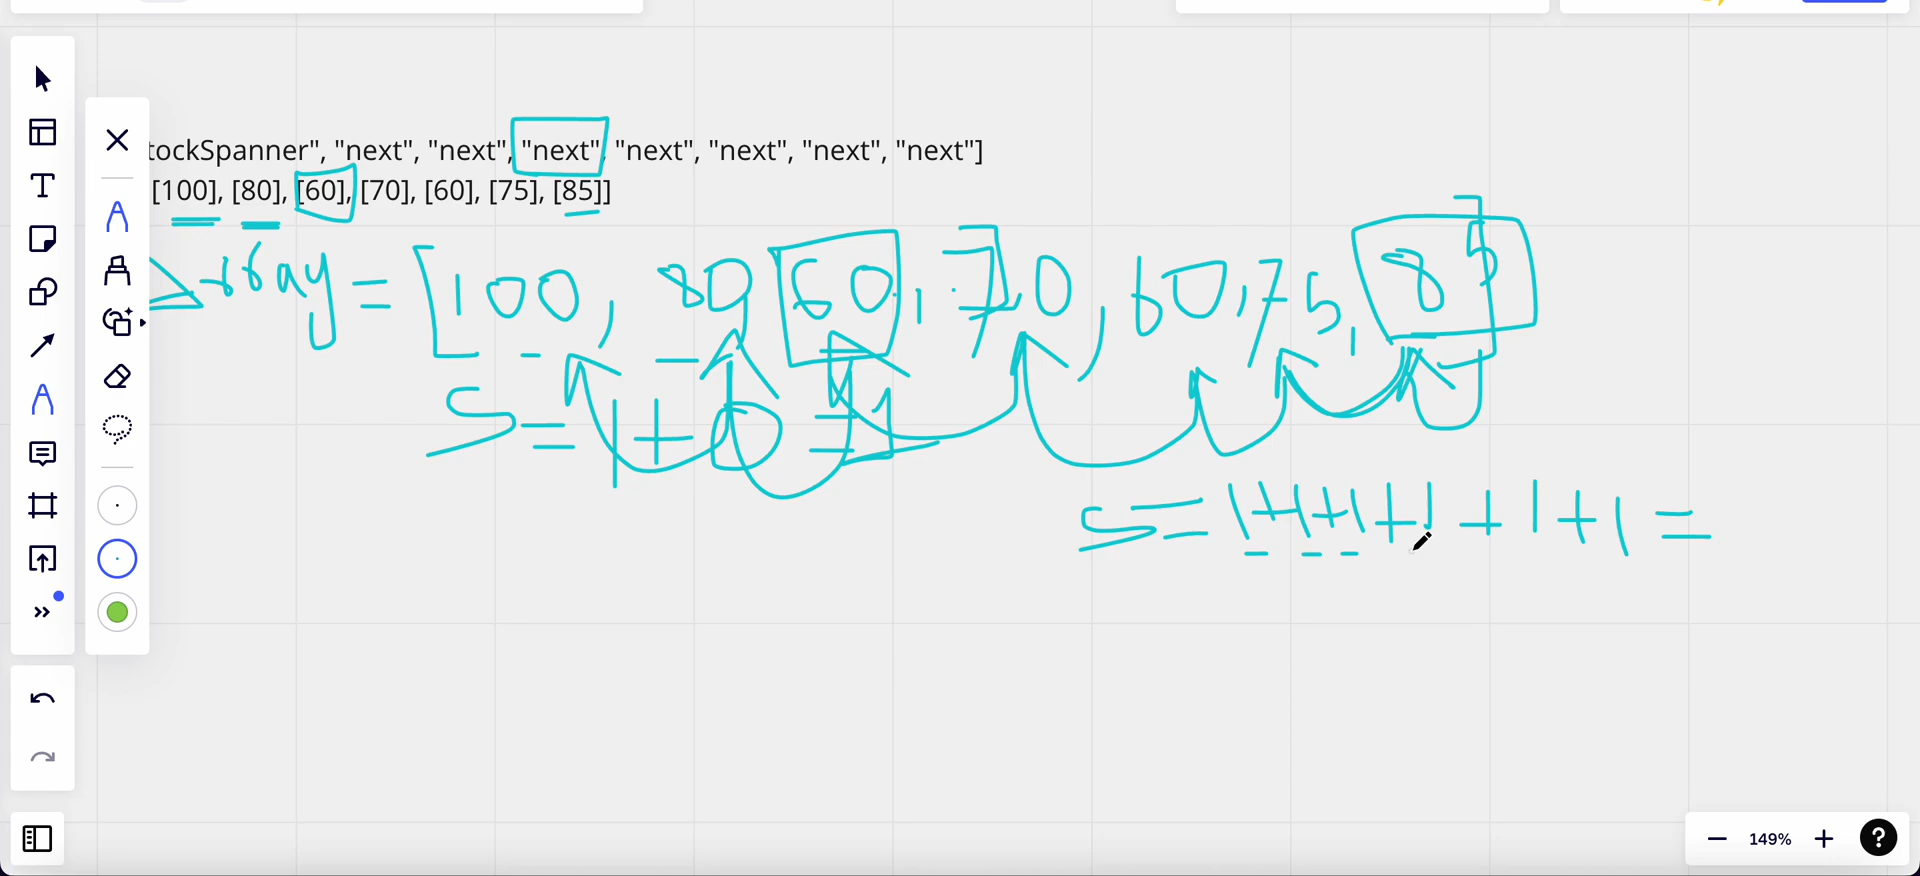 tockSpanner", "next", "next", "next", "next", "next", "next", "next"]
[100], [80], [60], [70], [60], [75], [85]]
= [100, 80 60, 70, 60, 75, 85]
S = 1 + 0 = 1
S = 1 + 1 + 1 + 1 + 1 + 1 =
149%